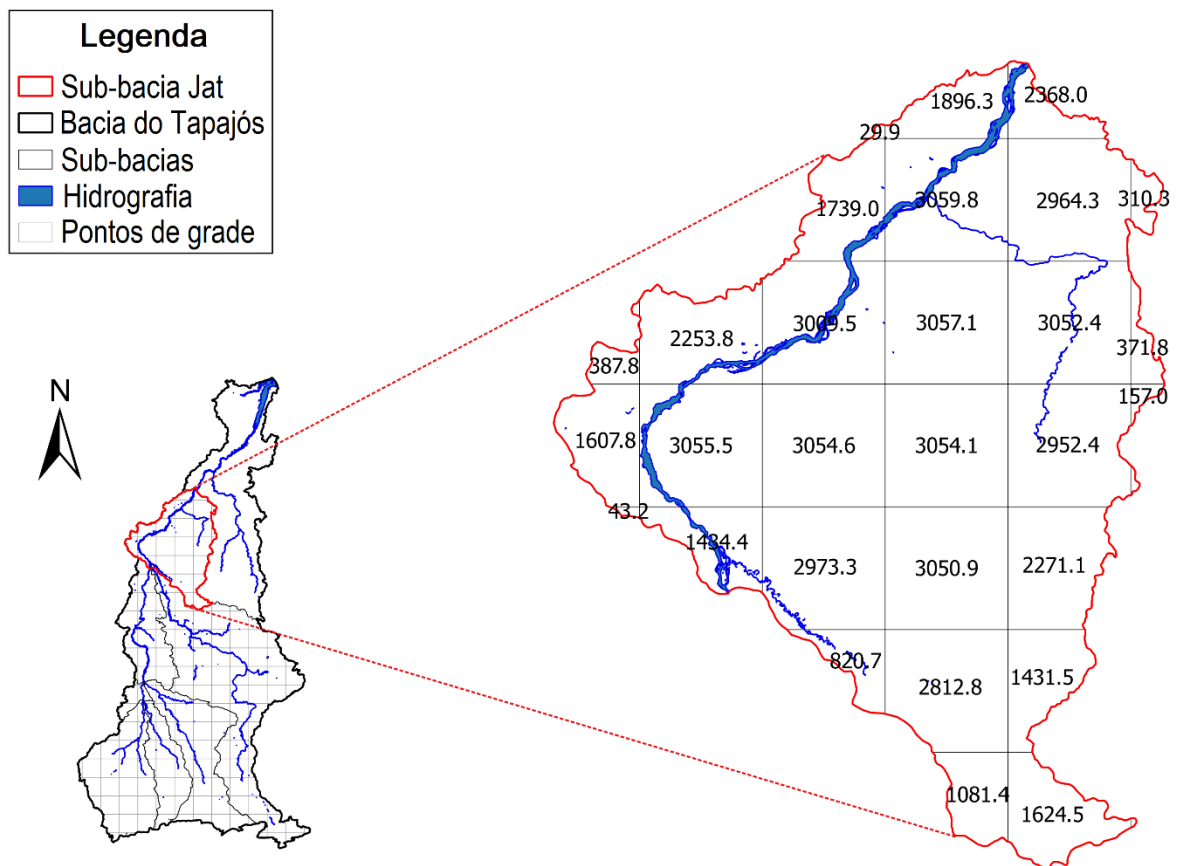 Legenda
Sub-bacia Jat
Bacia do Tapajós
Sub-bacias
Hidrografia
Pontos de grade
N
1896.3 2368.0
29.9
1739.0 3059.8 2964.3 310.3
2253.8 3009.5 3057.1 3052.4
387.8 371.8
157.0
1607.8 3055.5 3054.6 3054.1 2952.4
43.2
1434.4
2973.3 3050.9 2271.1
820.7
2812.8 1431.5
1081.4
1624.5